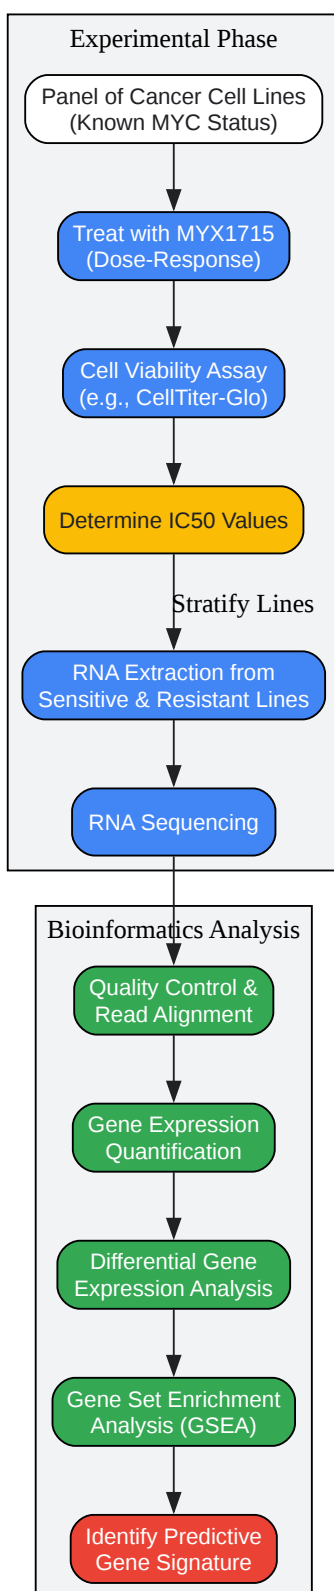 Experimental Phase
Panel of Cancer Cell Lines
(Known MYC Status)
Treat with MYX1715
(Dose-Response)
Cell Viability Assay
(e.g., CellTiter-Glo)
Determine IC50 Values
Stratify Lines
RNA Extraction from
Sensitive & Resistant Lines
RNA Sequencing
Bioinformatics Analysis
Quality Control &
Read Alignment
Gene Expression
Quantification
Differential Gene
Expression Analysis
Gene Set Enrichment
Analysis (GSEA)
Identify Predictive
Gene Signature